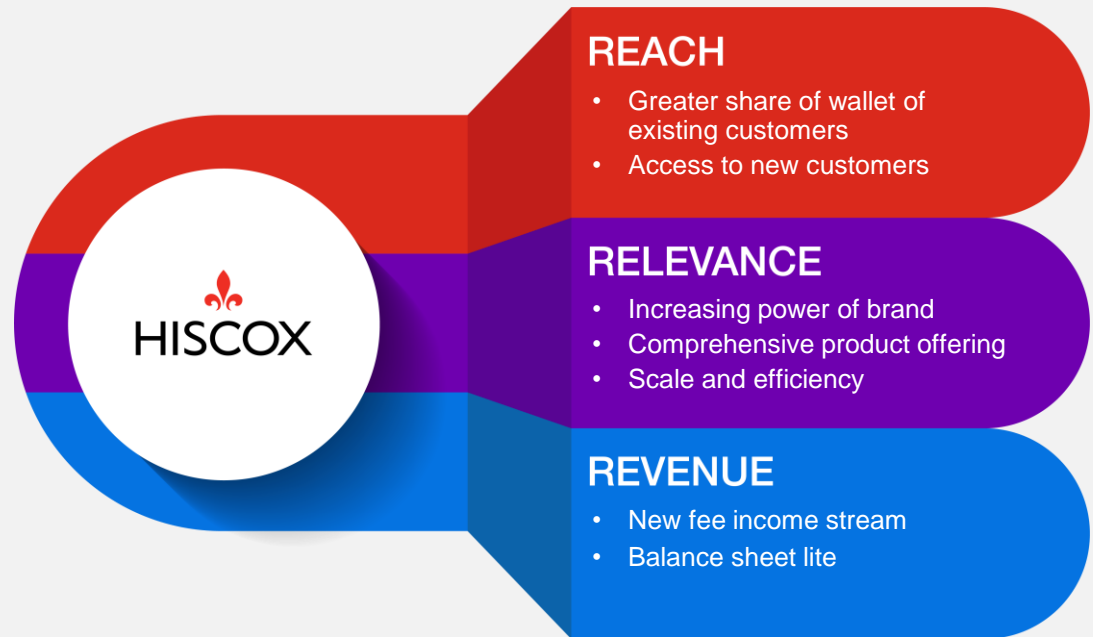 HISCOX
REACH
• Greater share of wallet of
existing customers
• Access to new customers
RELEVANCE
• Increasing power of brand
• Comprehensive product offering
• Scale and efficiency
REVENUE
• New fee income stream
• Balance sheet lite